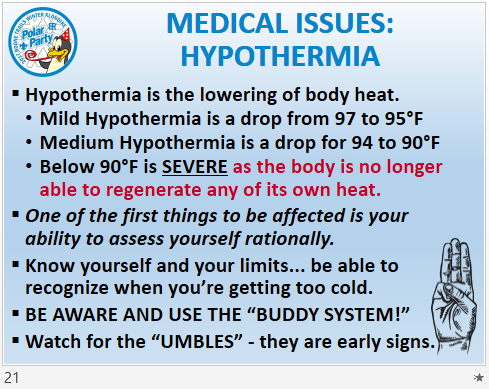 MEDICAL ISSUES:
HYPOTHERMIA
Polar
Party
▪ Hypothermia is the lowering of body heat.
• Mild Hypothermia is a drop from 97 to 95°F
• Medium Hypothermia is a drop for 94 to 90°F
• Below 90°F is SEVERE as the body is no longer
able to regenerate any of its own heat.
▪ One of the first things to be affected is your
ability to assess yourself rationally.
▪ Know yourself and your limits... be able to
recognize when you’re getting too cold.
▪ BE AWARE AND USE THE “BUDDY SYSTEM!”
▪ Watch for the “UMBLES” - they are early signs.
21